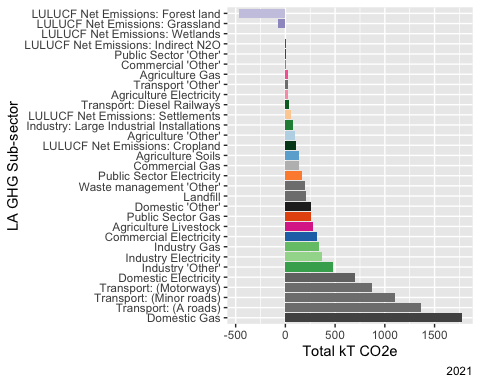 LULUCF Net Emissions: Forest land
LULUCF Net Emissions: Grassland
LULUCF Net Emissions: Wetlands
LULUCF Net Emissions: Indirect N2O
Public Sector 'Other'
Commercial 'Other'
Agriculture Gas
Transport 'Other'
Agriculture Electricity
Transport: Diesel Railways
LULUCF Net Emissions: Settlements
Industry: Large Industrial Installations
Agriculture 'Other'
LULUCF Net Emissions: Cropland
Agriculture Soils
Commercial Gas
Public Sector Electricity
Waste management 'Other'
Landfill
Domestic 'Other'
Public Sector Gas
Agriculture Livestock
Commercial Electricity
Industry Gas
Industry Electricity
Industry 'Other'
Domestic Electricity
Transport: (Motorways)
Transport: (Minor roads)
Transport: (A roads)
Domestic Gas
LA GHG Sub-sector
-500 0 500 1000 1500
Total kT CO2e
2021